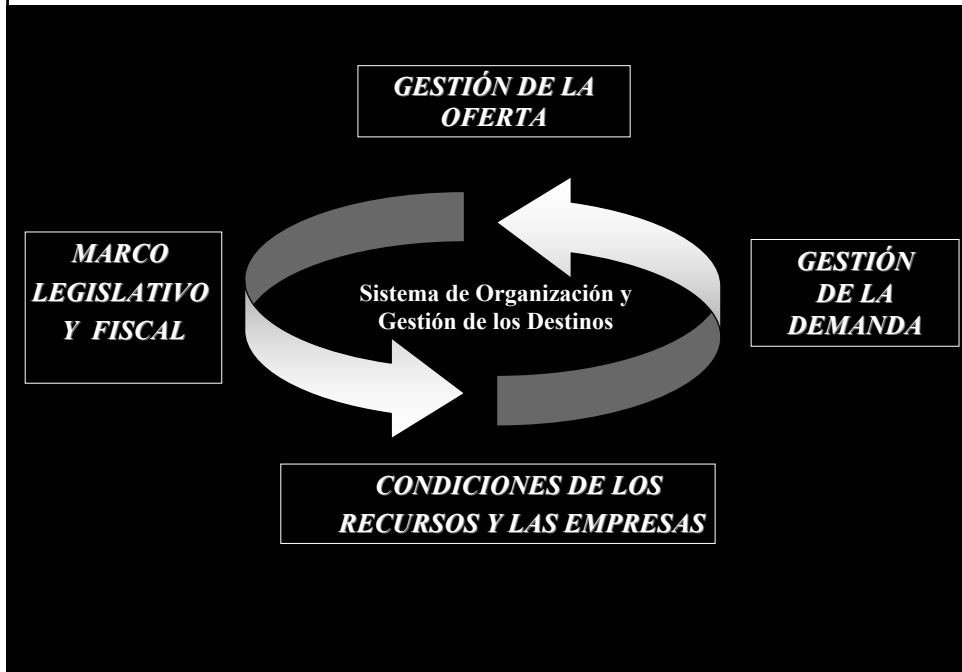 GESTIÓN DE LA
OFERTA
MARCO
LEGISLATIVO
Y FISCAL
Sistema de Organización y
Gestión de los Destinos
GESTIÓN
DE LA
DEMANDA
CONDICIONES DE LOS
RECURSOS Y LAS EMPRESAS